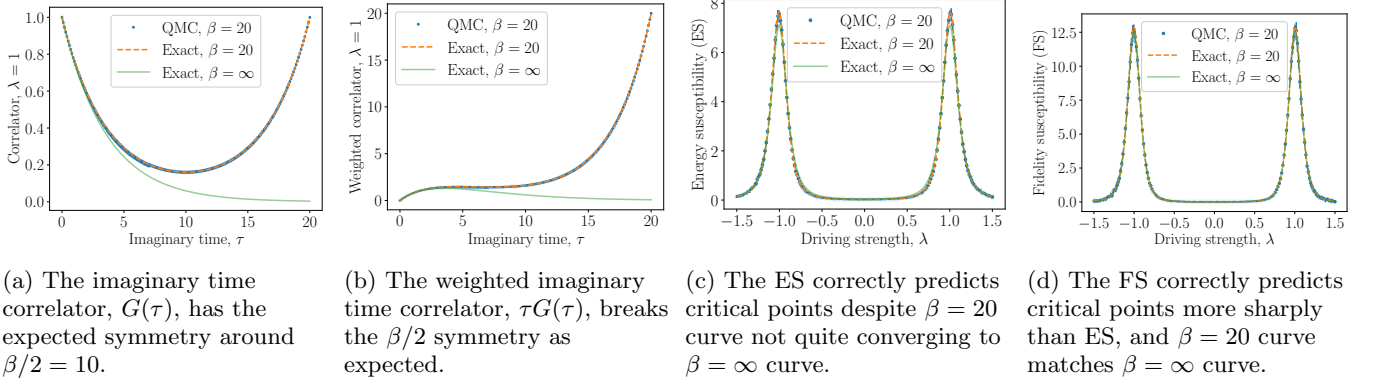 Correlator, λ = 1
1.0
0.8
0.6
0.4
0.2
0.0
QMC, β = 20
Exact, β = 20
Exact, β = ∞
0 5 10 15 20
Imaginary time, τ
Weighted correlator, λ = 1
20
15
10
5
0
QMC, β = 20
Exact, β = 20
Exact, β = ∞
0 5 10 15 20
Imaginary time, τ
Energy susceptibility (ES)
8
6
4
2
0
QMC, β = 20
Exact, β = 20
Exact, β = ∞
−1.5 −1.0 −0.5 0.0 0.5 1.0 1.5
Driving strength, λ
Fidelity susceptibility (FS)
12.5
10.0
7.5
5.0
2.5
0.0
QMC, β = 20
Exact, β = 20
Exact, β = ∞
−1.5 −1.0 −0.5 0.0 0.5 1.0 1.5
Driving strength, λ
(a) The imaginary time
correlator, G(τ), has the
expected symmetry around
β/2 = 10.
(b) The weighted imaginary
time correlator, τG(τ), breaks
the β/2 symmetry as
expected.
(c) The ES correctly predicts
critical points despite β = 20
curve not quite converging to
β = ∞ curve.
(d) The FS correctly predicts
critical points more sharply
than ES, and β = 20 curve
matches β = ∞ curve.